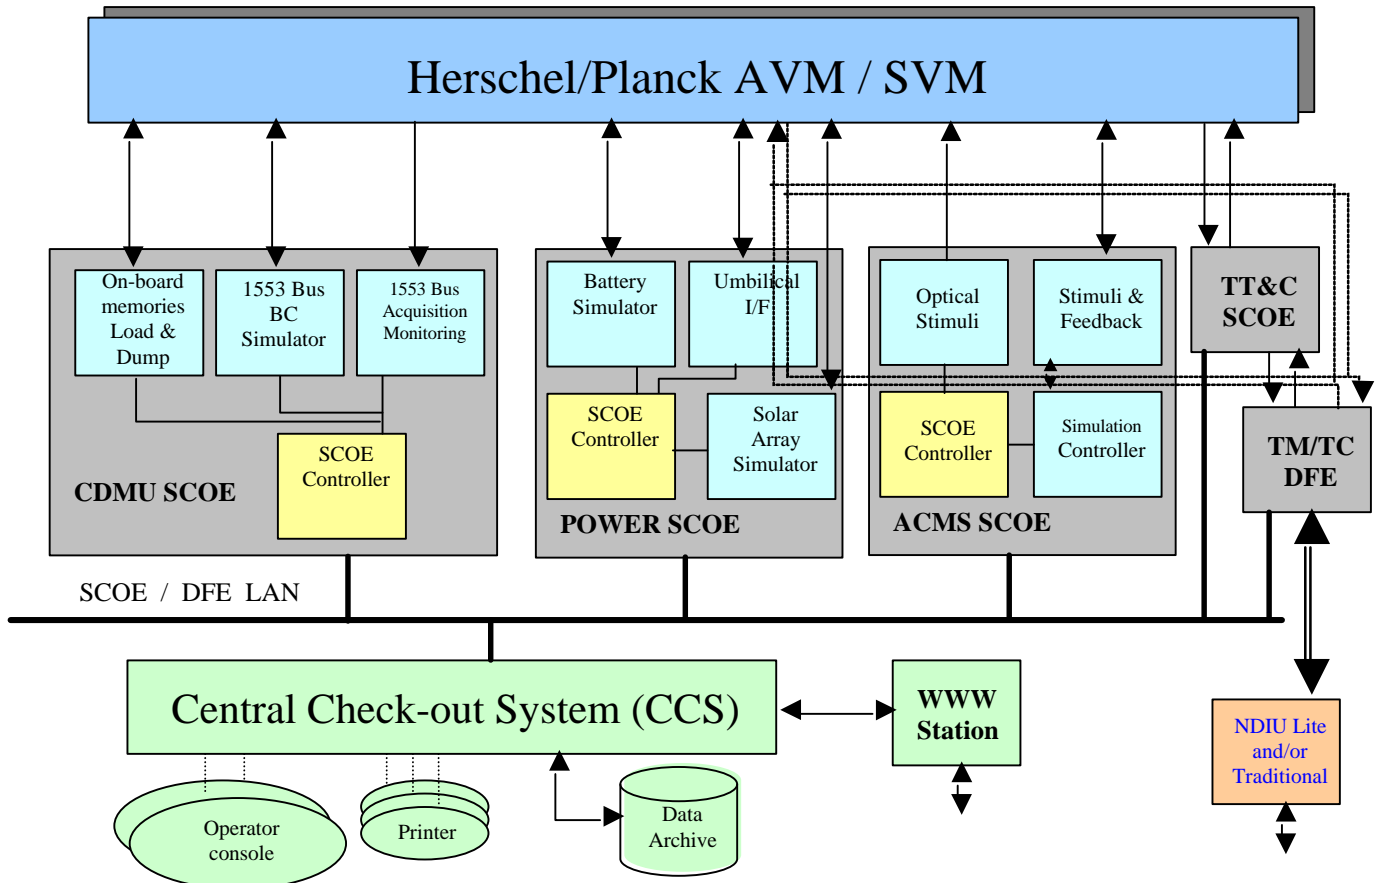 Herschel/Planck AVM / SVM
On-board
memories
Load &
Dump
1553 Bus
BC
Simulator
1553 Bus
Acquisition
Monitoring
SCOE
Controller
CDMU SCOE
Battery
Simulator
Umbilical
I/F
SCOE
Controller
Solar
Array
Simulator
POWER SCOE
Optical
Stimuli
Stimuli &
Feedback
SCOE
Controller
Simulation
Controller
ACMS SCOE
TT&C
SCOE
TM/TC
DFE
SCOE / DFE LAN
Central Check-out System (CCS)
WWW
Station
NDIU Lite
and/or
Traditional
Operator
console
Printer
Data
Archive